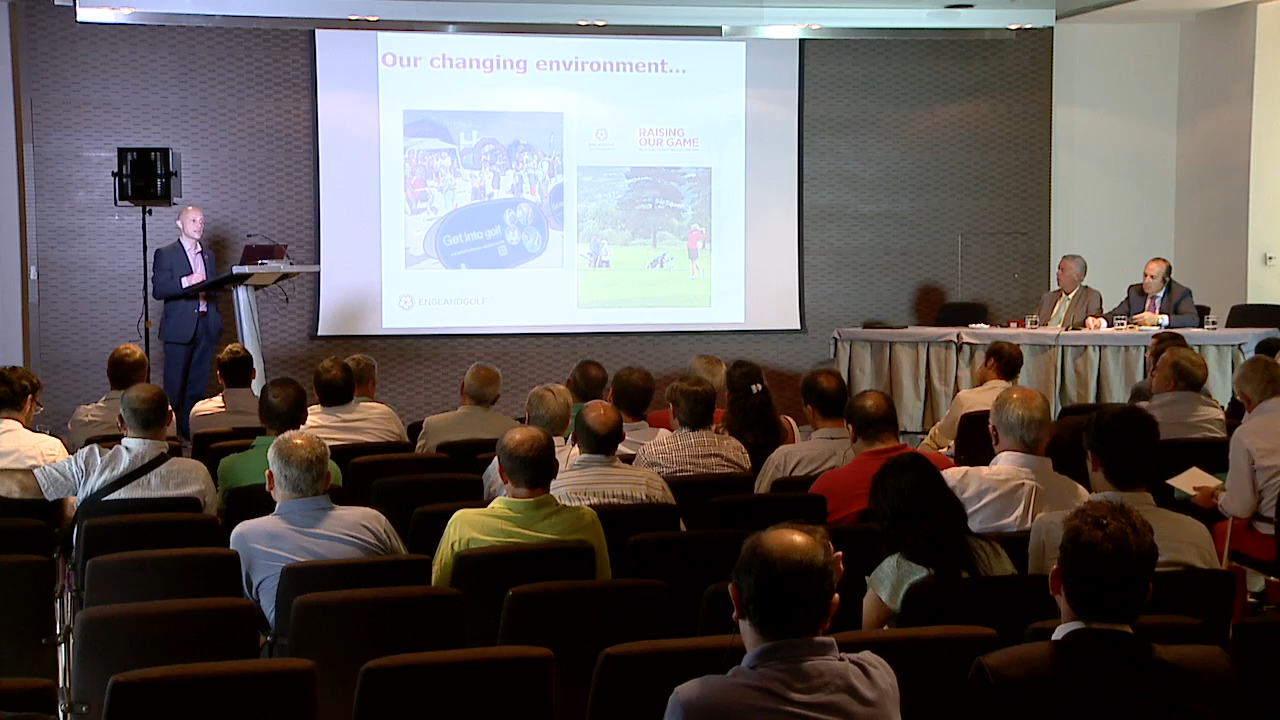 Our changing environment...
RAISING
OUR GAME
Get into golf
ENGLANDGOLF